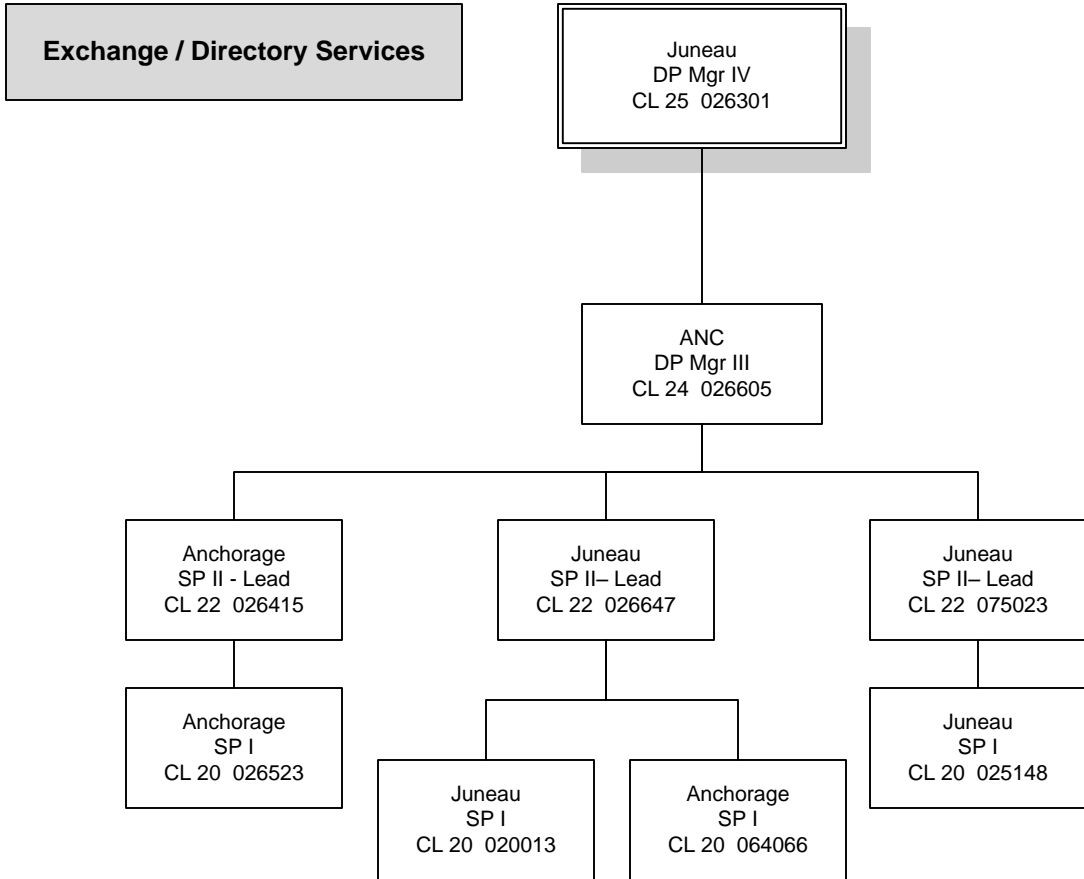 Exchange / Directory Services
Juneau
DP Mgr IV
CL 25  026301
ANC
DP Mgr III
CL 24  026605
Anchorage
SP II - Lead
CL 22  026415
Juneau
SP II– Lead
CL 22  026647
Juneau
SP II– Lead
CL 22  075023
Anchorage
SP I
CL 20  026523
Juneau
SP I
CL 20  020013
Anchorage
SP I
CL 20  064066
Juneau
SP I
CL 20  025148